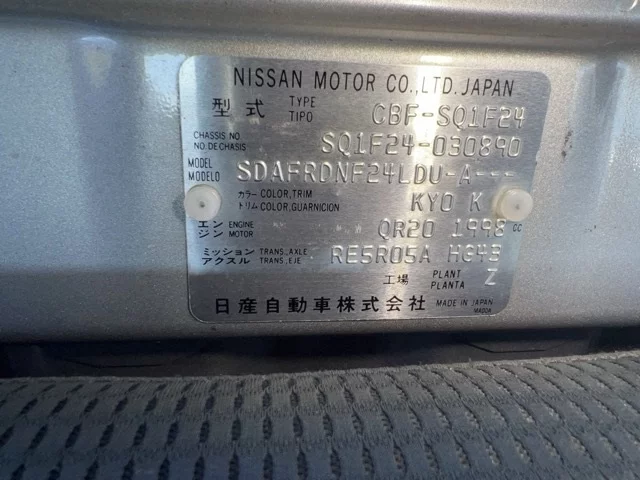 NISSAN MOTOR CO.,LTD.JAPAN
型式 TYPE TIPO CBF-SQ1F24
CHASSIS NO NO.DE CHASIS SQ1F24-030890
MODEL MODELO SDAFRDNF24LDU-A---
カラー COLOR,TRIM トリム COLOR,GUARNICION KYO K
エンジン ENGINE MOTOR QR20 1998 CC
ミッション TRANS.,AXLE アクスル TRANS.,EJE RE5R05A HG43
工場 PLANT PLANTA Z
日産自動車株式会社 MADE IN JAPAN